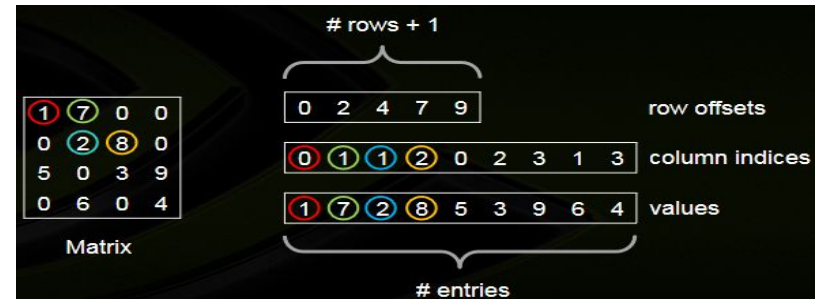 # rows + 1
0 2 4 7 9 row offsets
1 7 0 0
0 2 8 0
5 0 3 9
0 6 0 4
Matrix
0 1 1 2 0 2 3 1 3 column indices
1 7 2 8 5 3 9 6 4 values
# entries